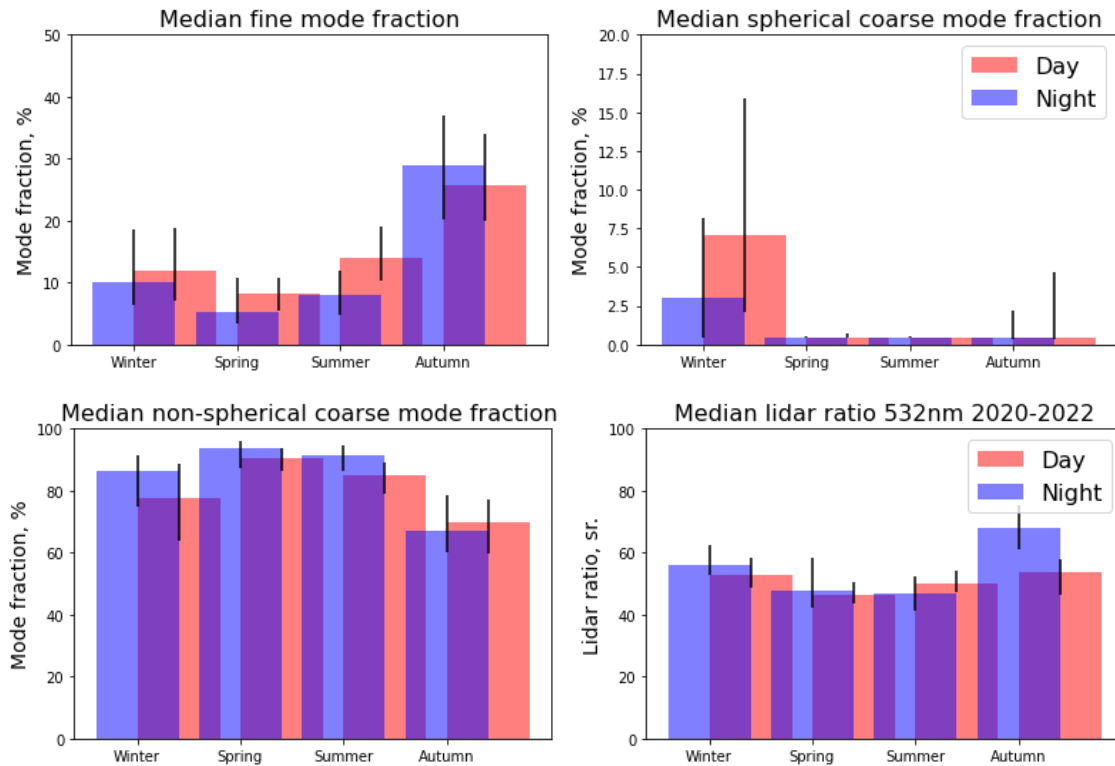 Median fine mode fraction
Mode fraction, %
50
40
30
20
10
0
Winter Spring Summer Autumn
Median spherical coarse mode fraction
Mode fraction, %
20.0
17.5
15.0
12.5
10.0
7.5
5.0
2.5
0.0
Day
Night
Winter Spring Summer Autumn
Median non-spherical coarse mode fraction
Mode fraction, %
100
80
60
40
20
0
Winter Spring Summer Autumn
Median lidar ratio 532nm 2020-2022
Lidar ratio, sr.
100
80
60
40
20
0
Day
Night
Winter Spring Summer Autumn